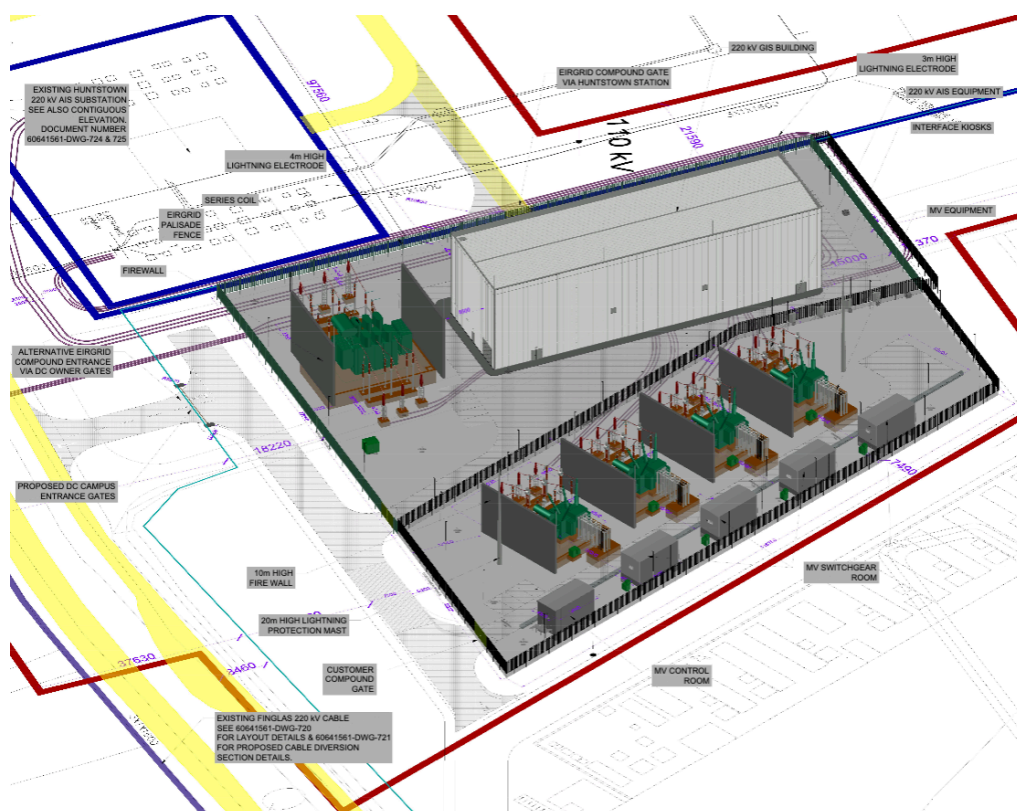 220 kV GIS BUILDING
3m HIGH
LIGHTNING ELECTRODE
EIRGRID COMPOUND GATE
VIA HUNTSTOWN STATION
EXISTING HUNTSTOWN
220 kV AIS SUBSTATION
SEE ALSO CONTIGUOUS
ELEVATION.
DOCUMENT NUMBER
60641561-DWG-724 & 725
97560
220 kV AIS EQUIPMENT
INTERFACE KIOSKS
110 kV
21590
4m HIGH
LIGHTNING ELECTRODE
SERIES COIL
EIRGRID
PALISADE
FENCE
MV EQUIPMENT
370
15000
FIREWALL
ALTERNATIVE EIRGRID
COMPOUND ENTRANCE
VIA DC OWNER GATES
18220
PROPOSED DC CAMPUS
ENTRANCE GATES
7490
10m HIGH
FIRE WALL
MV SWITCHGEAR
ROOM
20m HIGH LIGHTNING
PROTECTION MAST
37630
3460
CUSTOMER
COMPOUND
GATE
MV CONTROL
ROOM
EXISTING FINGLAS 220 kV CABLE
SEE 60641561-DWG-720
FOR LAYOUT DETAILS & 60641561-DWG-721
FOR PROPOSED CABLE DIVERSION
SECTION DETAILS.